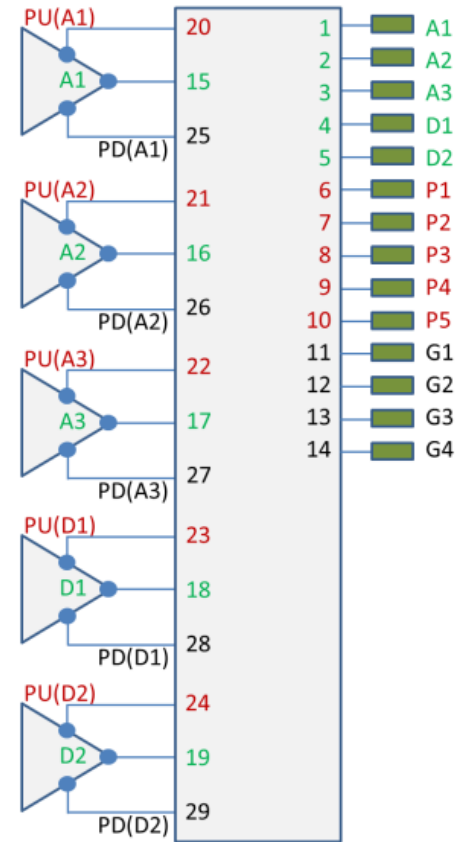 PU(A1)
20
1
A1
A1
15
2
A2
3
A3
25
4
D1
PD(A1)
5
D2
PU(A2)
21
6
P1
7
P2
A2
16
8
P3
9
P4
26
PD(A2)
10
P5
11
G1
PU(A3)
22
12
G2
A3
17
13
G3
14
G4
27
PD(A3)
PU(D1)
23
D1
18
28
PD(D1)
PU(D2)
24
D2
19
29
PD(D2)